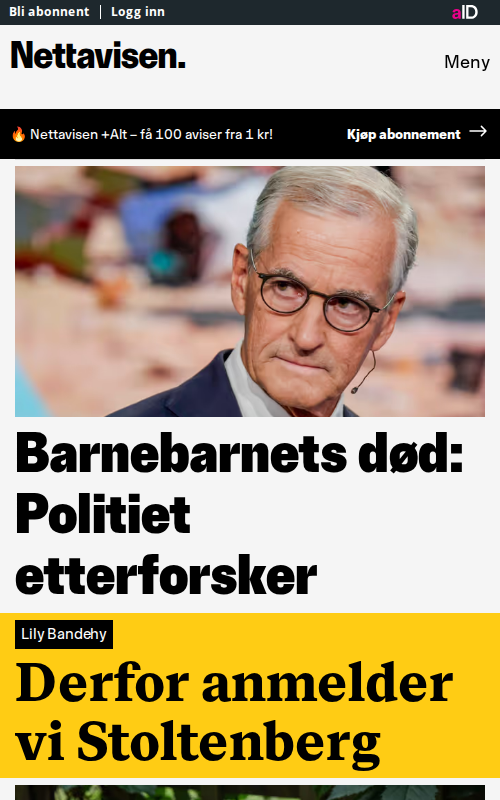 Bli abonnent | Logg inn
aID
Nettavisen.
Meny
🔥 Nettavisen +Alt – få 100 aviser fra 1 kr!
Kjøp abonnement →
Barnebarnets død:
Politiet
etterforsker
Lily Bandehy
Derfor anmelder
vi Stoltenberg